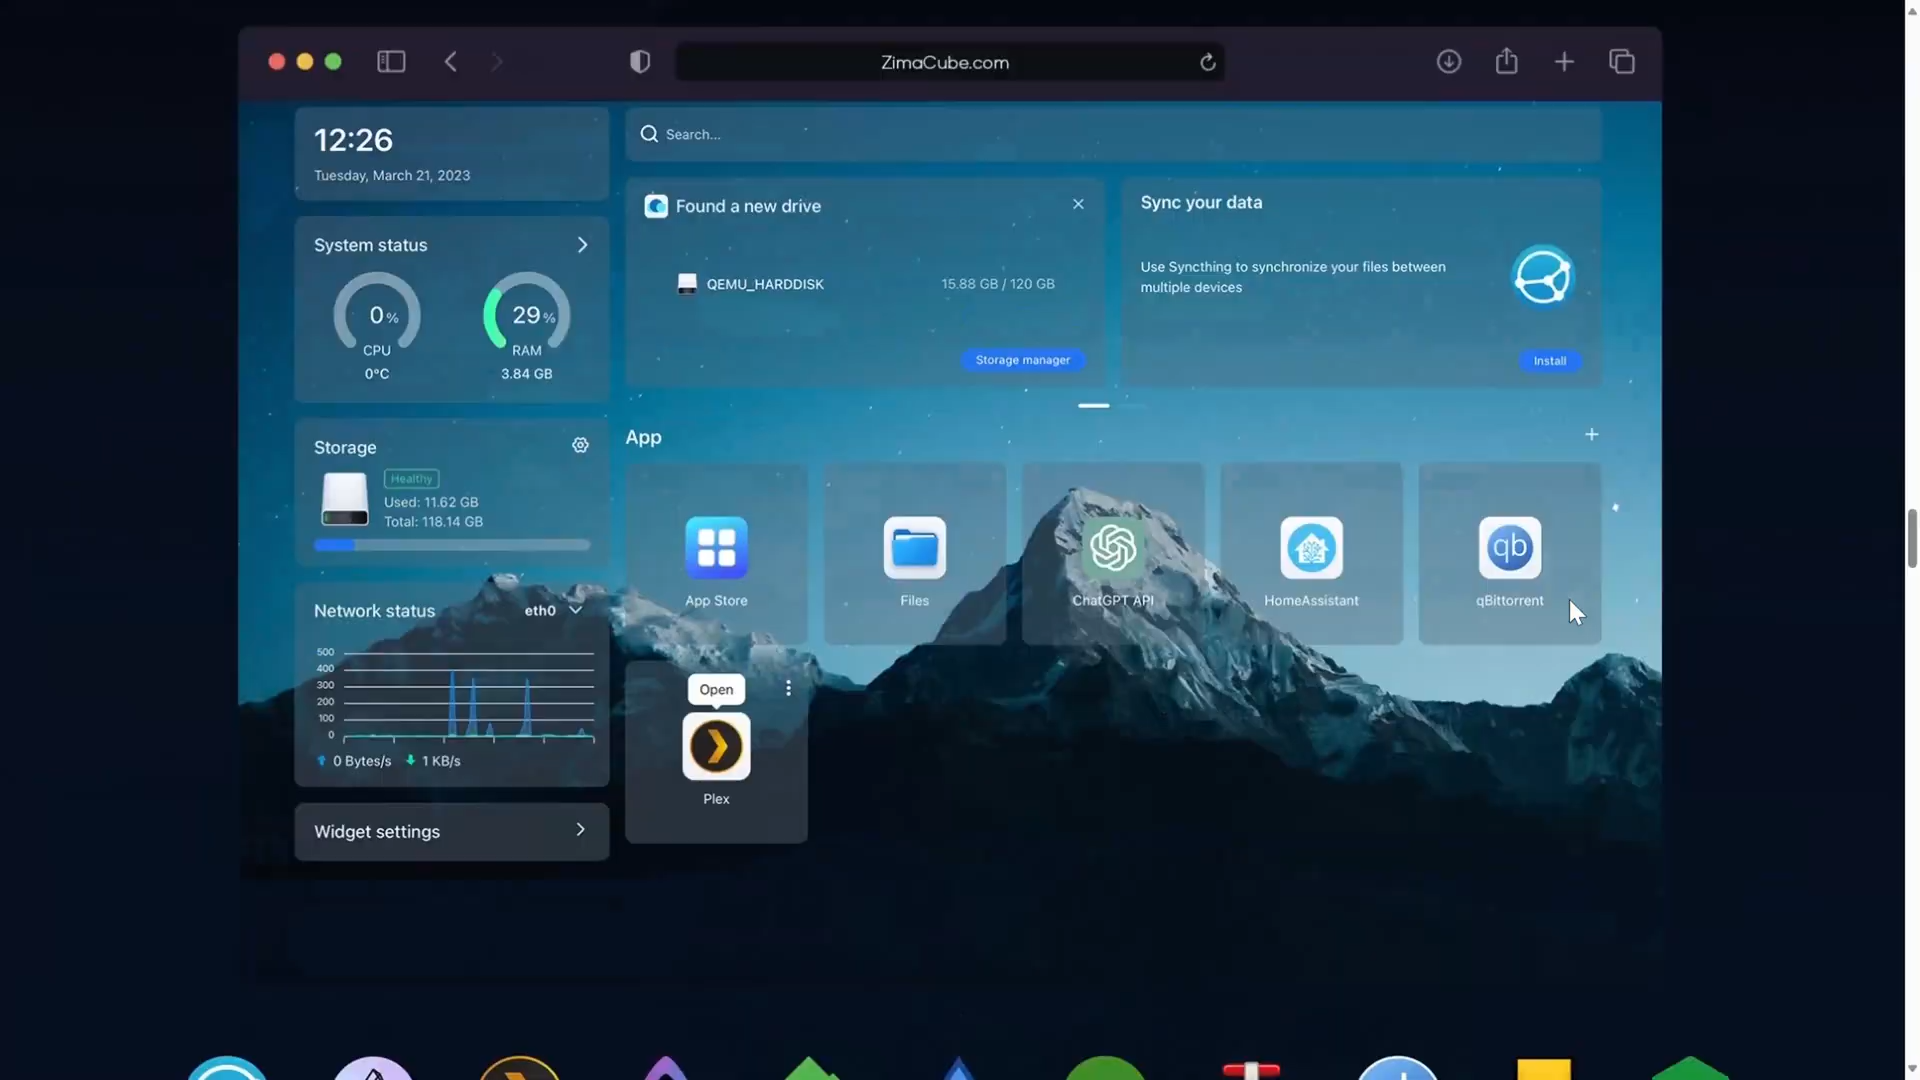 ZimaCube.com
12:26
Tuesday, March 21, 2023
Search...
Found a new drive
QEMU_HARDDISK
15.88 GB / 120 GB
Storage manager
Sync your data
Use Syncthing to synchronize your files between
multiple devices
Install
System status
0%
CPU
0°C
29%
RAM
3.84 GB
Storage
Healthy
Used: 11.62 GB
Total: 118.14 GB
Network status
eth0
500
400
300
200
100
0
0 Bytes/s
1 KB/s
Widget settings
App
App Store
Files
ChatGPT API
HomeAssistant
qb
qBittorrent
Open
Plex